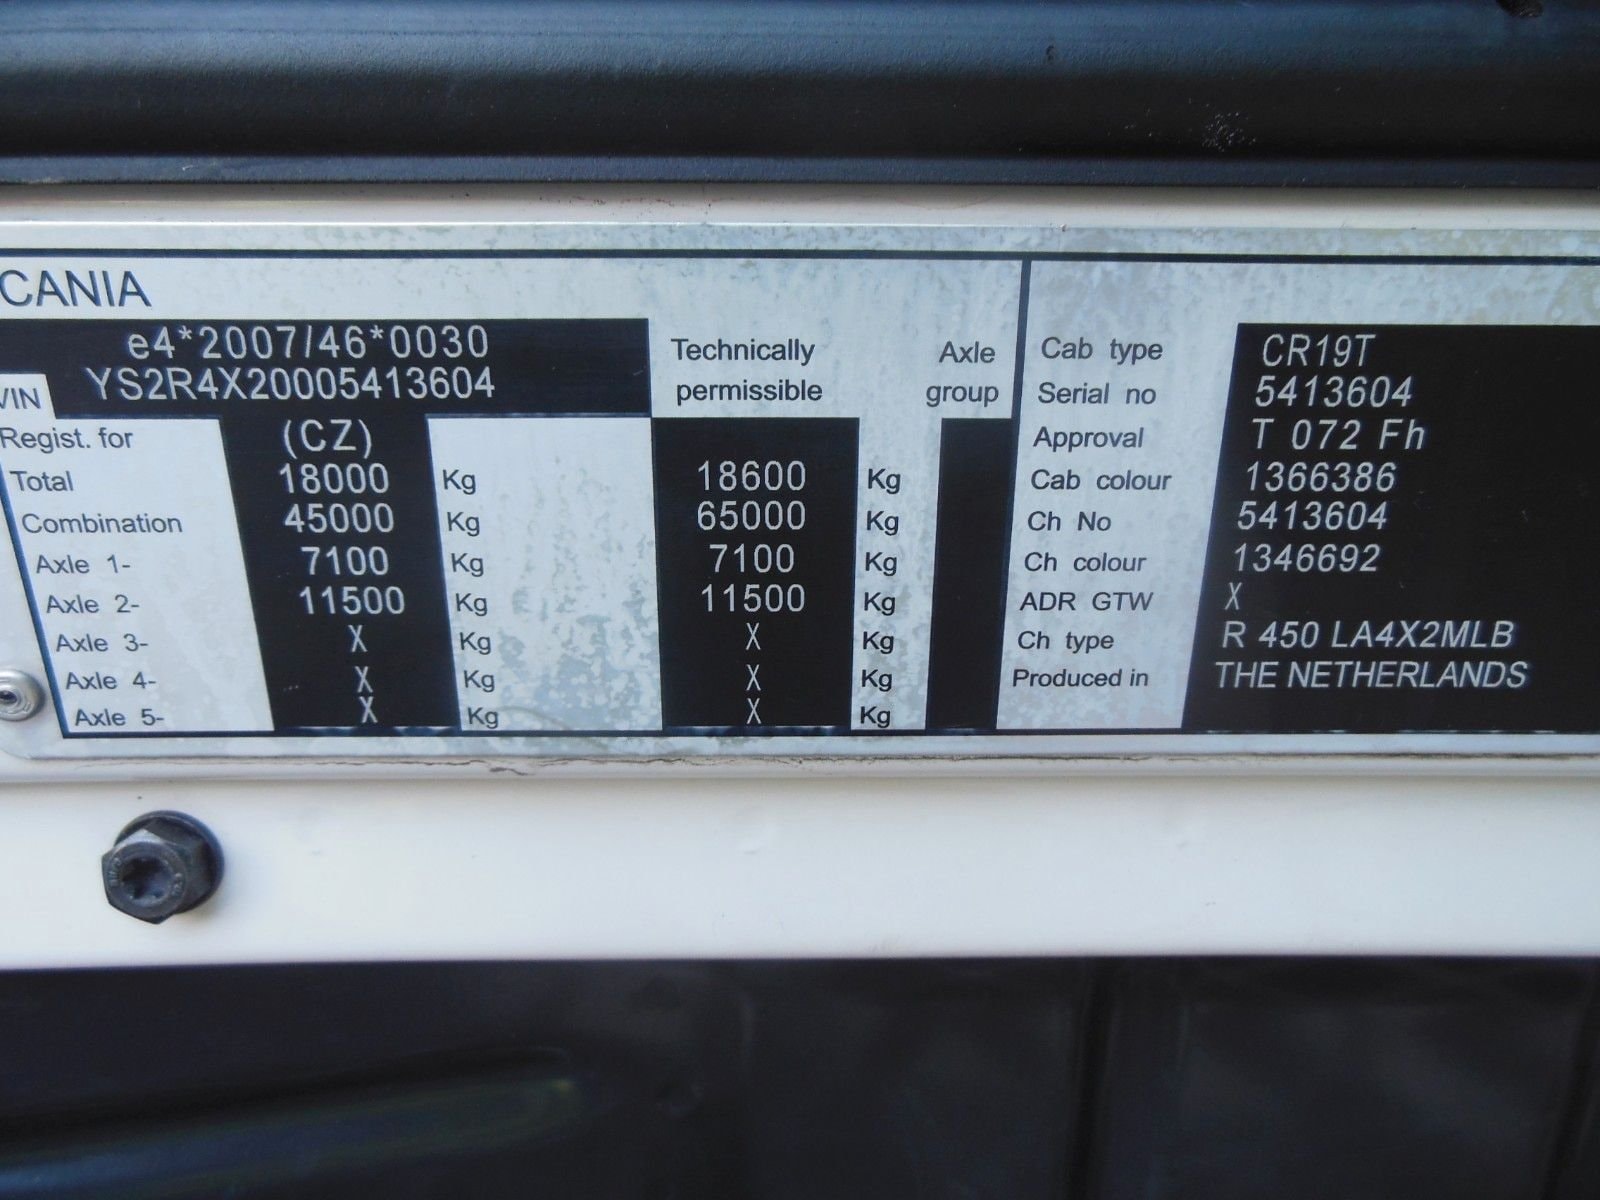 CANIA
e4*2007/46*0030
VIN YS2R4X20005413604
Technically permissible
Axle group
Regist. for (CZ)
Total 18000 Kg 18600 Kg
Combination 45000 Kg 65000 Kg
Axle 1- 7100 Kg 7100 Kg
Axle 2- 11500 Kg 11500 Kg
Axle 3- X Kg X Kg
Axle 4- X Kg X Kg
Axle 5- X Kg X Kg
Cab type CR19T
Serial no 5413604
Approval T 072 Fh
Cab colour 1366386
Ch No 5413604
Ch colour 1346692
ADR GTW X
Ch type R 450 LA4X2MLB
Produced in THE NETHERLANDS